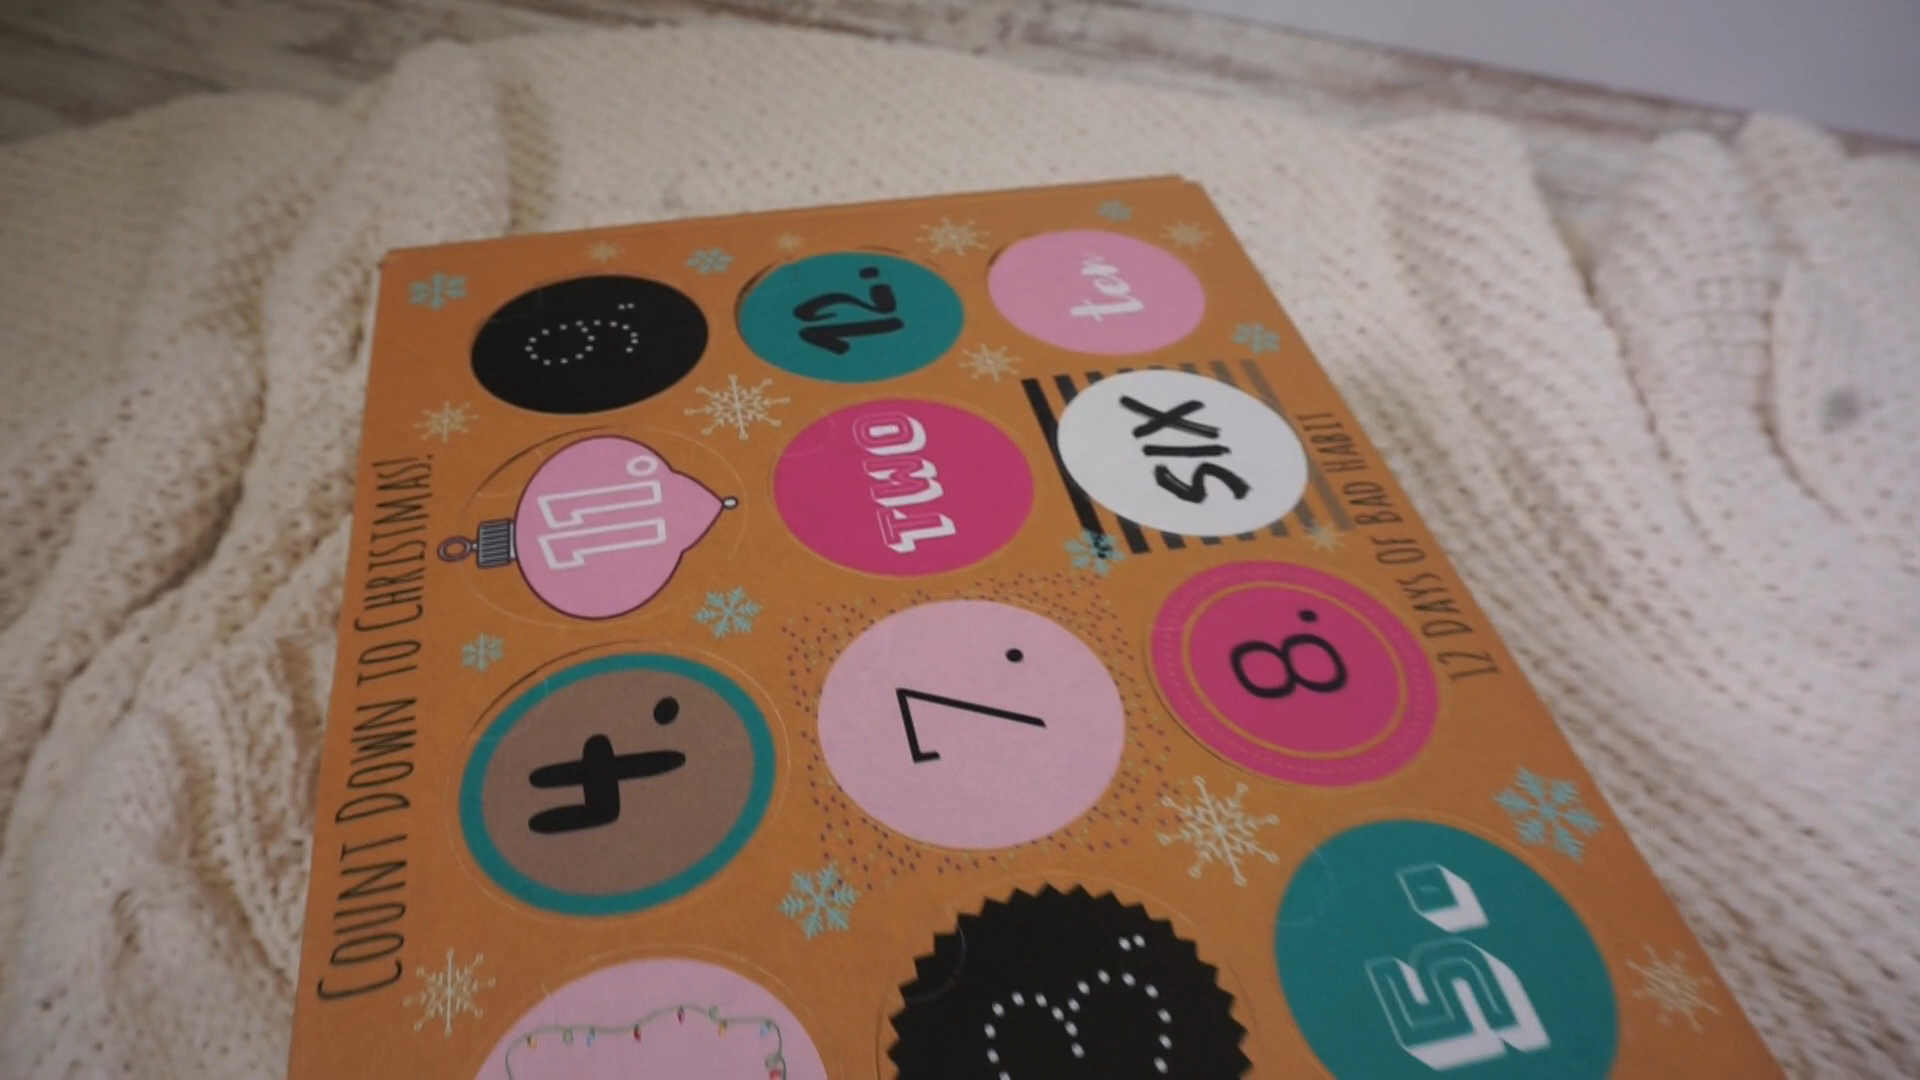 COUNT DOWN TO CHRISTMAS!
9.
12.
ten
11.
TWO
SIX
4.
7.
8.
3.
5.
12 DAYS OF BAD HABIT